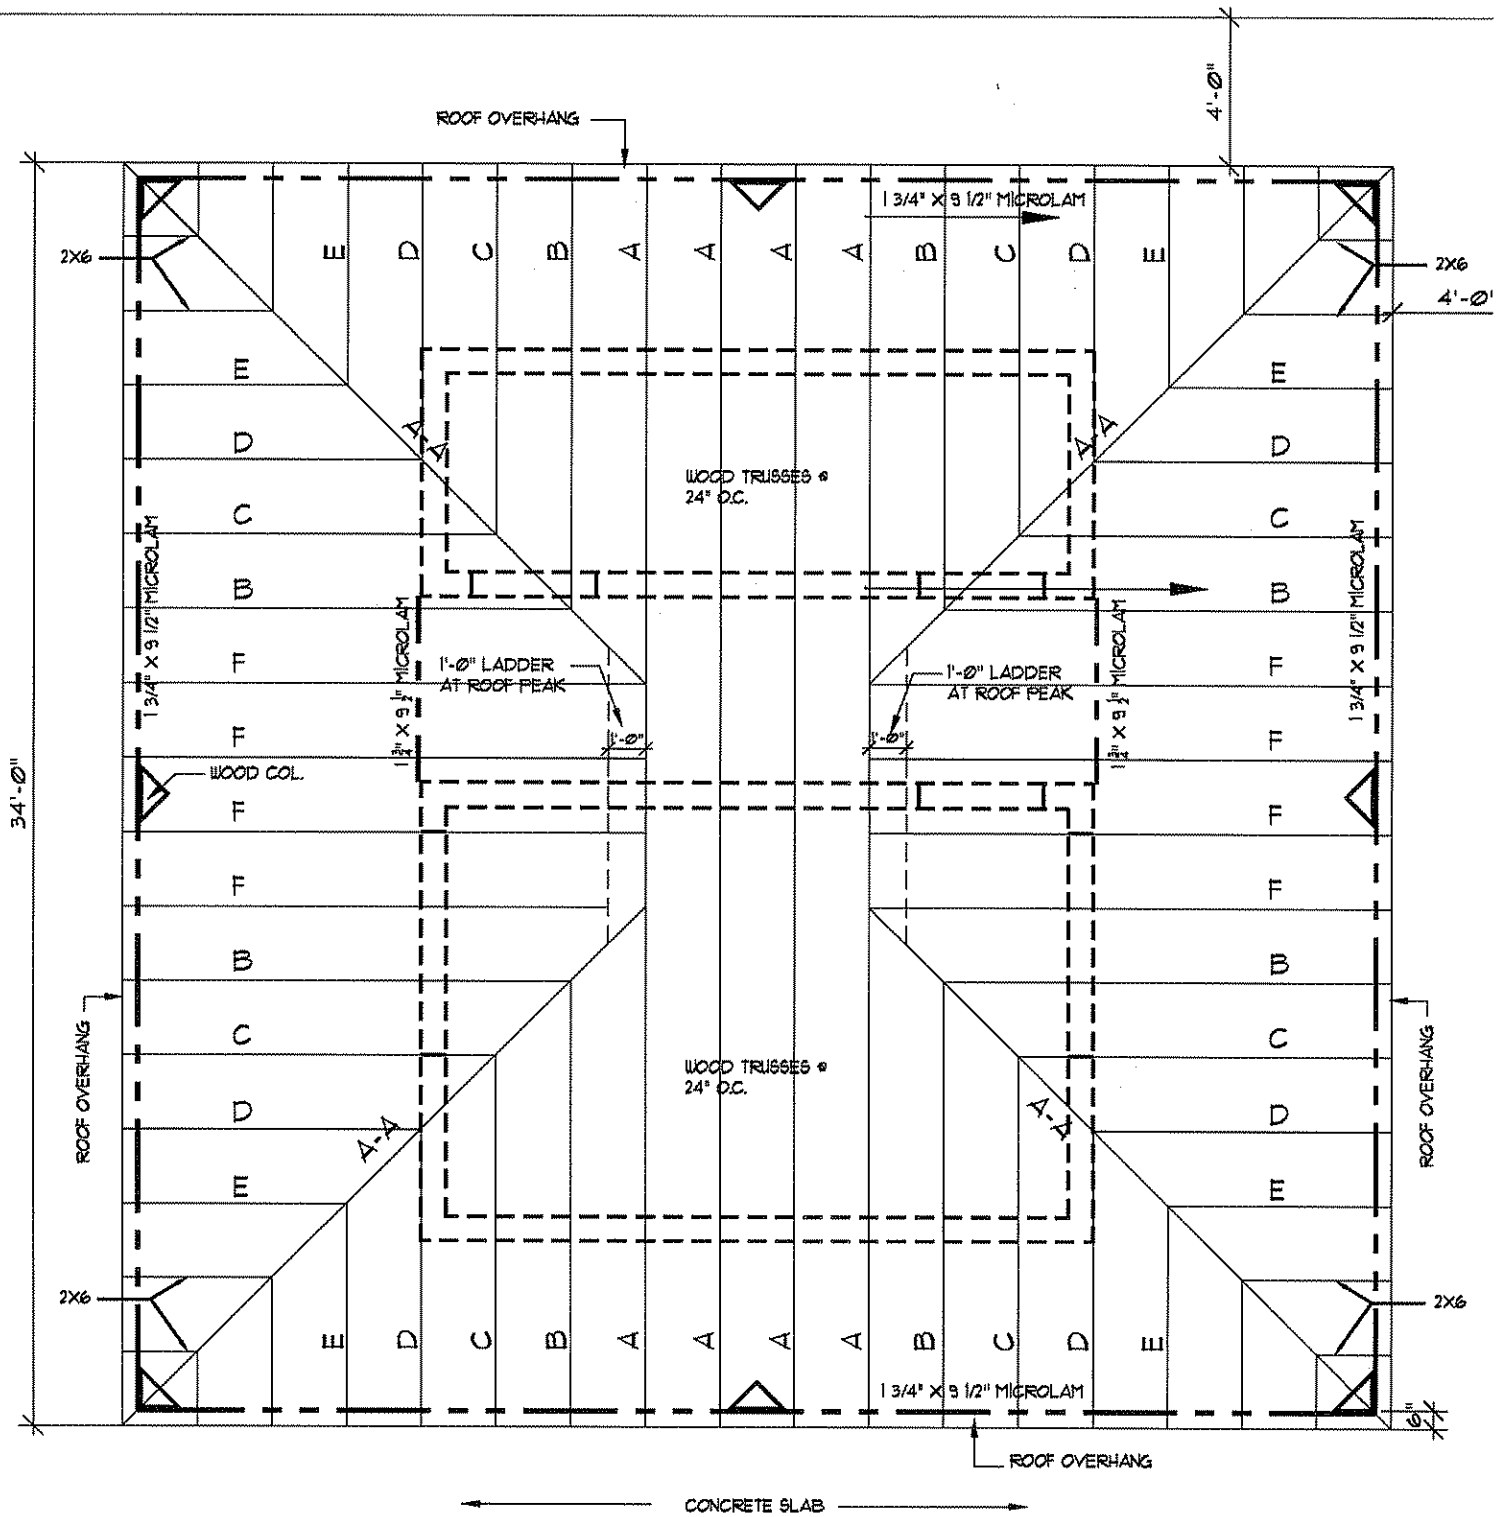 4'-0"
ROOF OVERHANG
1 3/4" X 9 1/2" MICROLAM
E D C B A A A A B C D E
2X6
2X6
4'-0"
E
E
D
D
A-A
A-A
WOOD TRUSSES @
24" O.C.
C
C
1 3/4" X 9 1/2" MICROLAM
1 3/4" X 9 1/2" MICROLAM
B
B
1 3/4" X 9 1/2" MICROLAM
1 3/4" X 9 1/2" MICROLAM
F
F
1'-0" LADDER
AT ROOF PEAK
1'-0" LADDER
AT ROOF PEAK
F
F
1'-0"
1'-0"
WOOD COL.
34'-0"
F
F
F
F
B
B
C
C
ROOF OVERHANG
ROOF OVERHANG
WOOD TRUSSES @
24" O.C.
D
D
A-A
A-A
E
E
2X6
2X6
E D C B A A A A B C D E
1 3/4" X 9 1/2" MICROLAM
6"
ROOF OVERHANG
CONCRETE SLAB